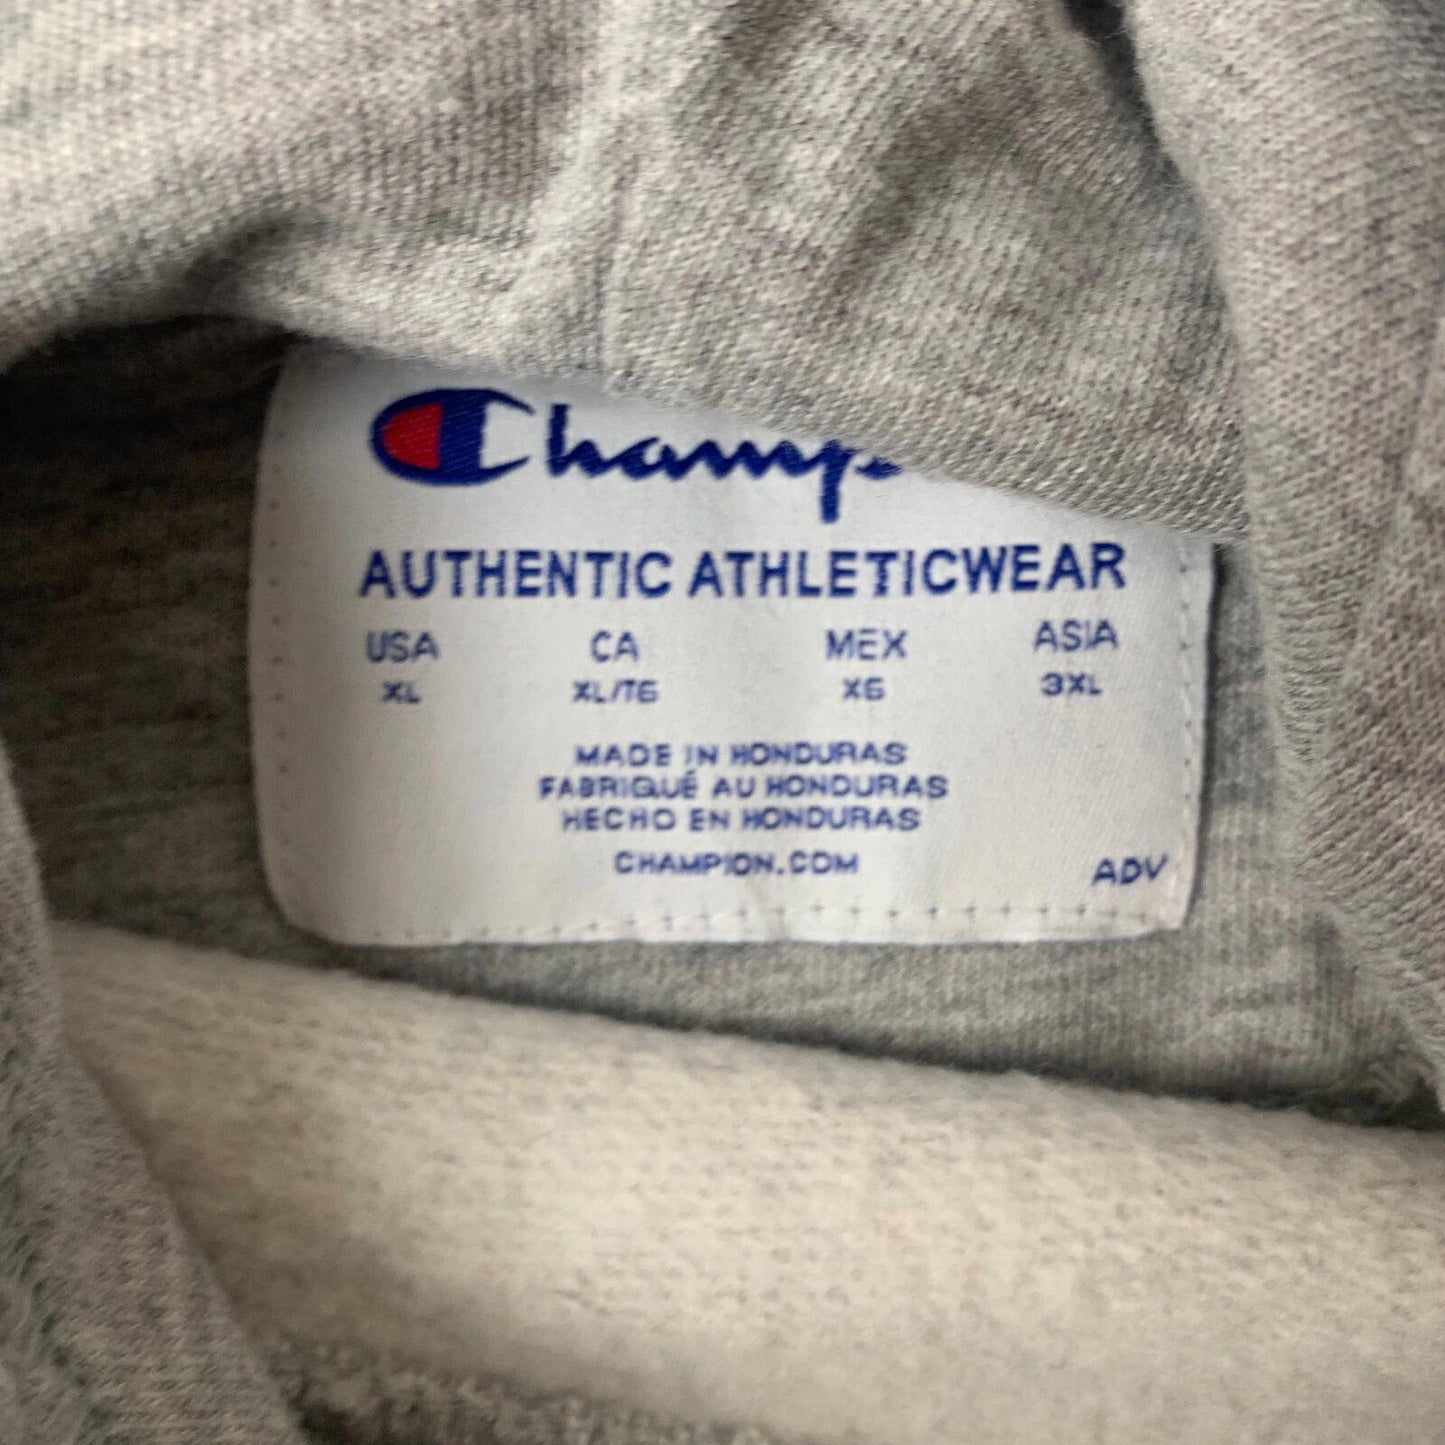 Champ
AUTHENTIC ATHLETICWEAR
USA CA MEX ASIA
XL XL/TG XG 3XL
MADE IN HONDURAS
FABRIQUÉ AU HONDURAS
HECHO EN HONDURAS
CHAMPION.COM
ADV